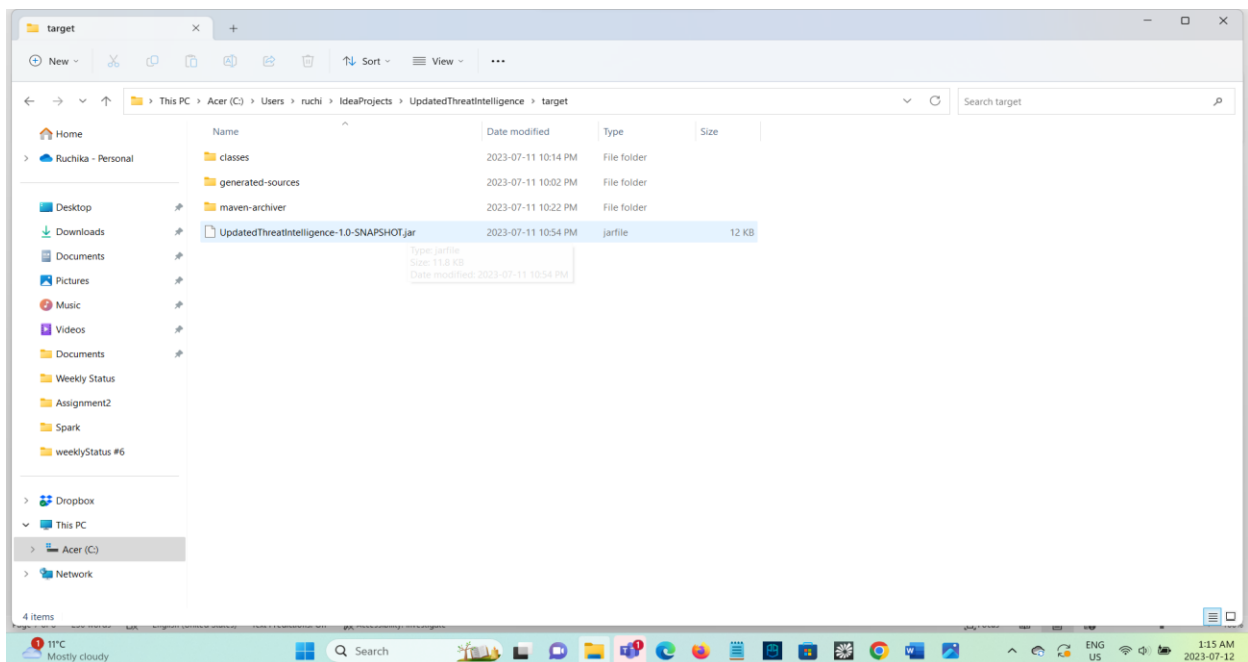 target
New
Sort
View
This PC > Acer (C:) > Users > ruchi > IdeaProjects > UpdatedThreatIntelligence > target
Search target
Home
Ruchika - Personal
Desktop
Downloads
Documents
Pictures
Music
Videos
Documents
Weekly Status
Assignment2
Spark
weeklyStatus #6
Dropbox
This PC
Acer (C:)
Network
Name Date modified Type Size
classes 2023-07-11 10:14 PM File folder
generated-sources 2023-07-11 10:02 PM File folder
maven-archiver 2023-07-11 10:22 PM File folder
UpdatedThreatIntelligence-1.0-SNAPSHOT.jar 2023-07-11 10:54 PM jarfile 12 KB
Type: jarfile
Size: 11.8 KB
Date modified: 2023-07-11 10:54 PM
4 items
1
11°C
Mostly cloudy
Search
ENG
US
1:15 AM
2023-07-12